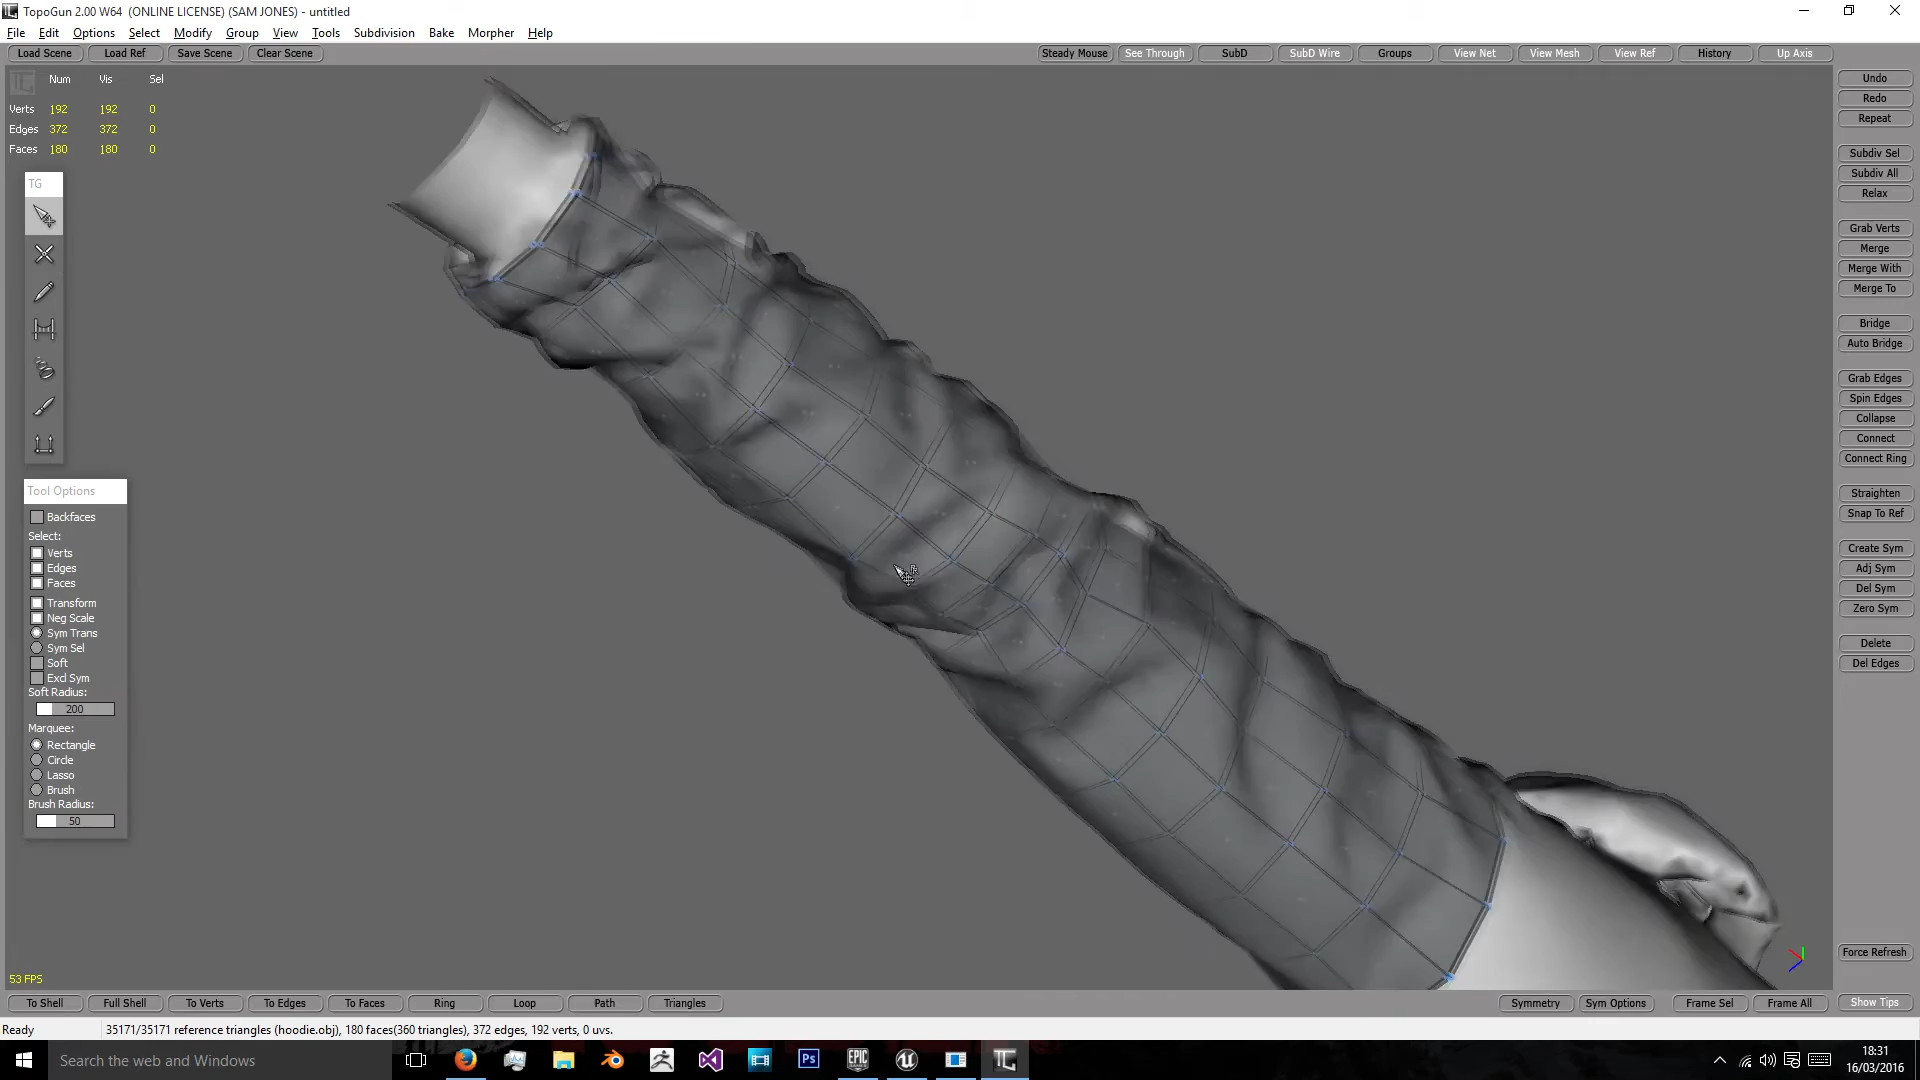 TopoGun 2.00 W64 (ONLINE LICENSE) (SAM JONES) - untitled
File Edit Options Select Modify Group View Tools Subdivision Bake Morpher Help
Load Scene Load Ref Save Scene Clear Scene Steady Mouse See Through SubD SubD Wire Groups View Net View Mesh View Ref History Up Axis
Num Vis Sel
Verts 192 192 0
Edges 372 372 0
Faces 180 180 0
TG
Tool Options
Backfaces
Select:
Verts
Edges
Faces
Transform
Neg Scale
Sym Trans
Sym Sel
Soft
Excl Sym
Soft Radius:
200
Marquee:
Rectangle
Circle
Lasso
Brush
Brush Radius:
50
Undo
Redo
Repeat
Subdiv Sel
Subdiv All
Relax
Grab Verts
Merge
Merge With
Merge To
Bridge
Auto Bridge
Grab Edges
Spin Edges
Collapse
Connect
Connect Ring
Straighten
Snap To Ref
Create Sym
Adj Sym
Del Sym
Zero Sym
Delete
Del Edges
Force Refresh
53 FPS
To Shell Full Shell To Verts To Edges To Faces Ring Loop Path Triangles Symmetry Sym Options Frame Sel Frame All Show Tips
Ready 35171/35171 reference triangles (hoodie.obj), 180 faces(360 triangles), 372 edges, 192 verts, 0 uvs.
Search the web and Windows
Ps
EPIC
18:31
16/03/2016